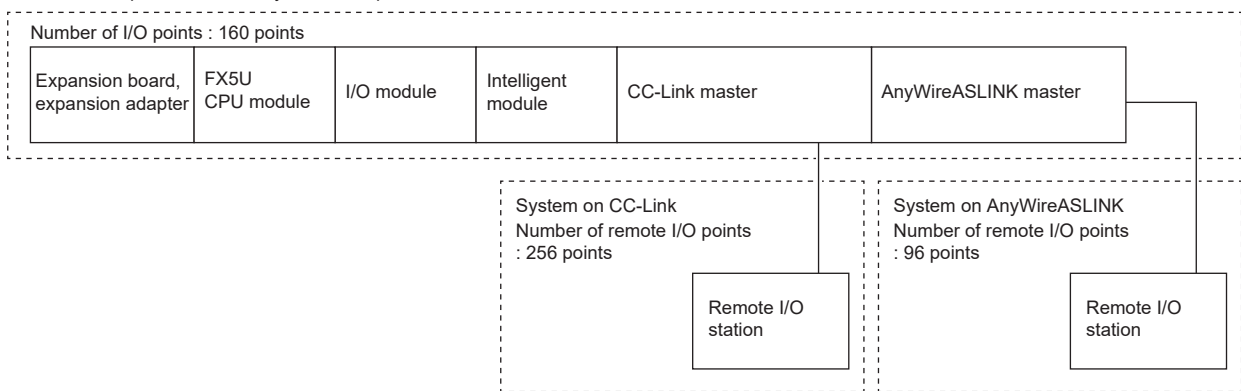 Number of I/O points : 160 points
Expansion board,
expansion adapter
FX5U
CPU module
I/O module
Intelligent
module
CC-Link master
AnyWireASLINK master
System on CC-Link
Number of remote I/O points
: 256 points
Remote I/O
station
System on AnyWireASLINK
Number of remote I/O points
: 96 points
Remote I/O
station